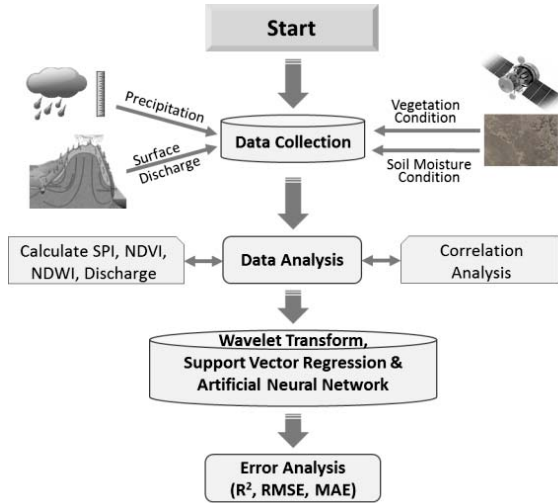 Start
Precipitation
Surface
Discharge
Data Collection
Vegetation
Condition
Soil Moisture
Condition
Calculate SPI, NDVI,
NDWI, Discharge
Data Analysis
Correlation
Analysis
Wavelet Transform,
Support Vector Regression &
Artificial Neural Network
Error Analysis
(R², RMSE, MAE)